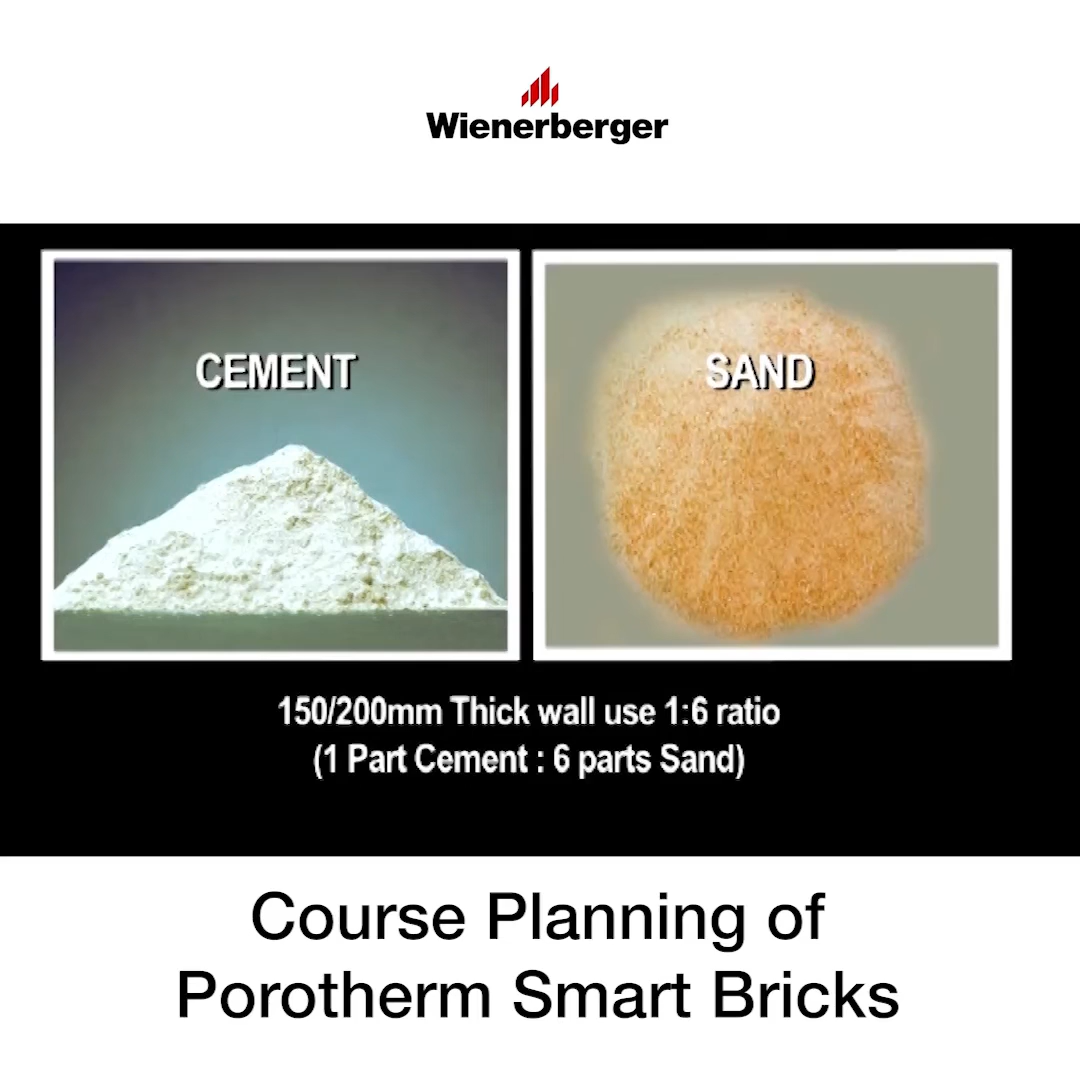 Wienerberger
CEMENT
SAND
150/200mm Thick wall use 1:6 ratio
(1 Part Cement : 6 parts Sand)
Course Planning of
Porotherm Smart Bricks